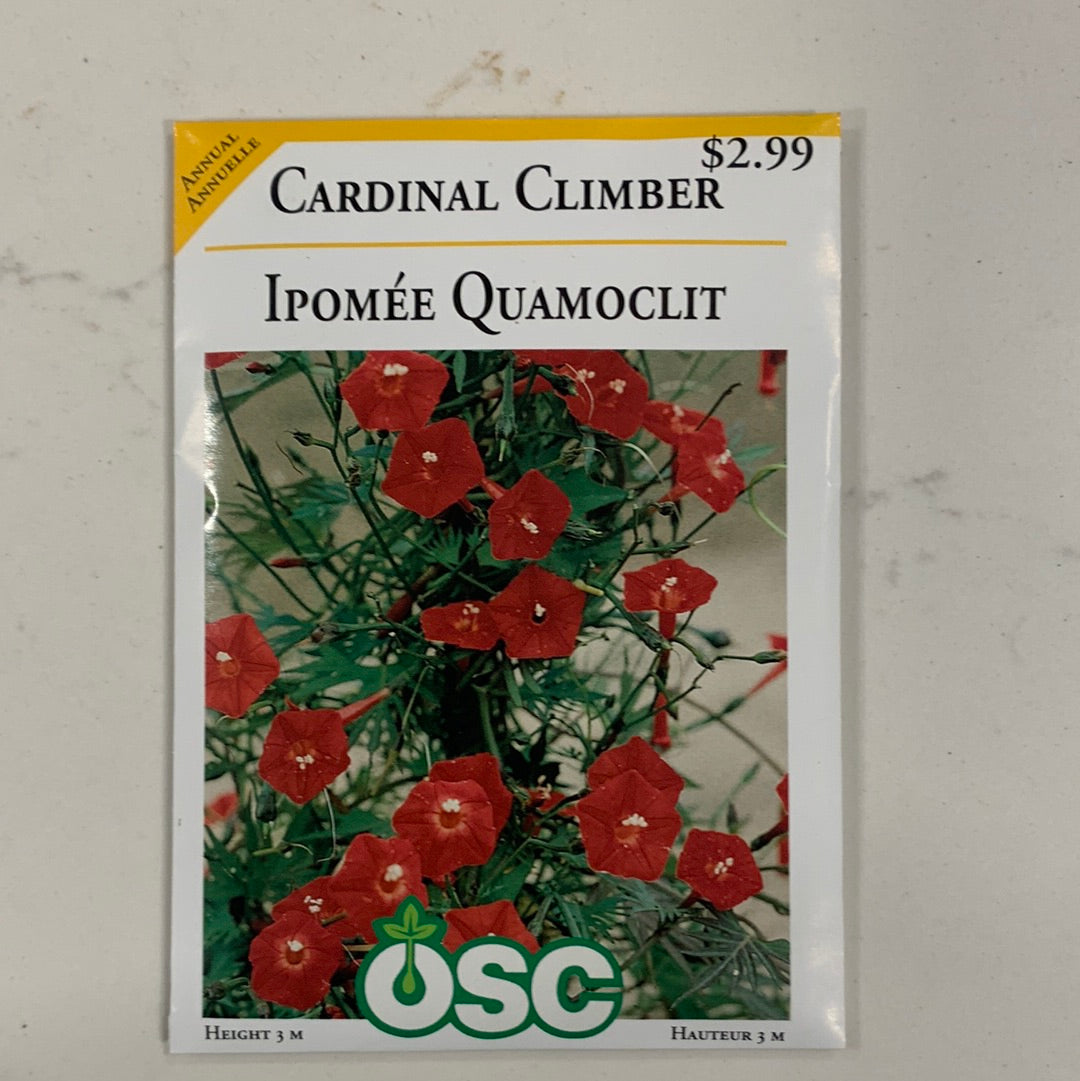 ANNUAL
ANNUELLE
$2.99
CARDINAL CLIMBER
IPOMÉE QUAMOCLIT
OSC
HEIGHT 3 M
HAUTEUR 3 M